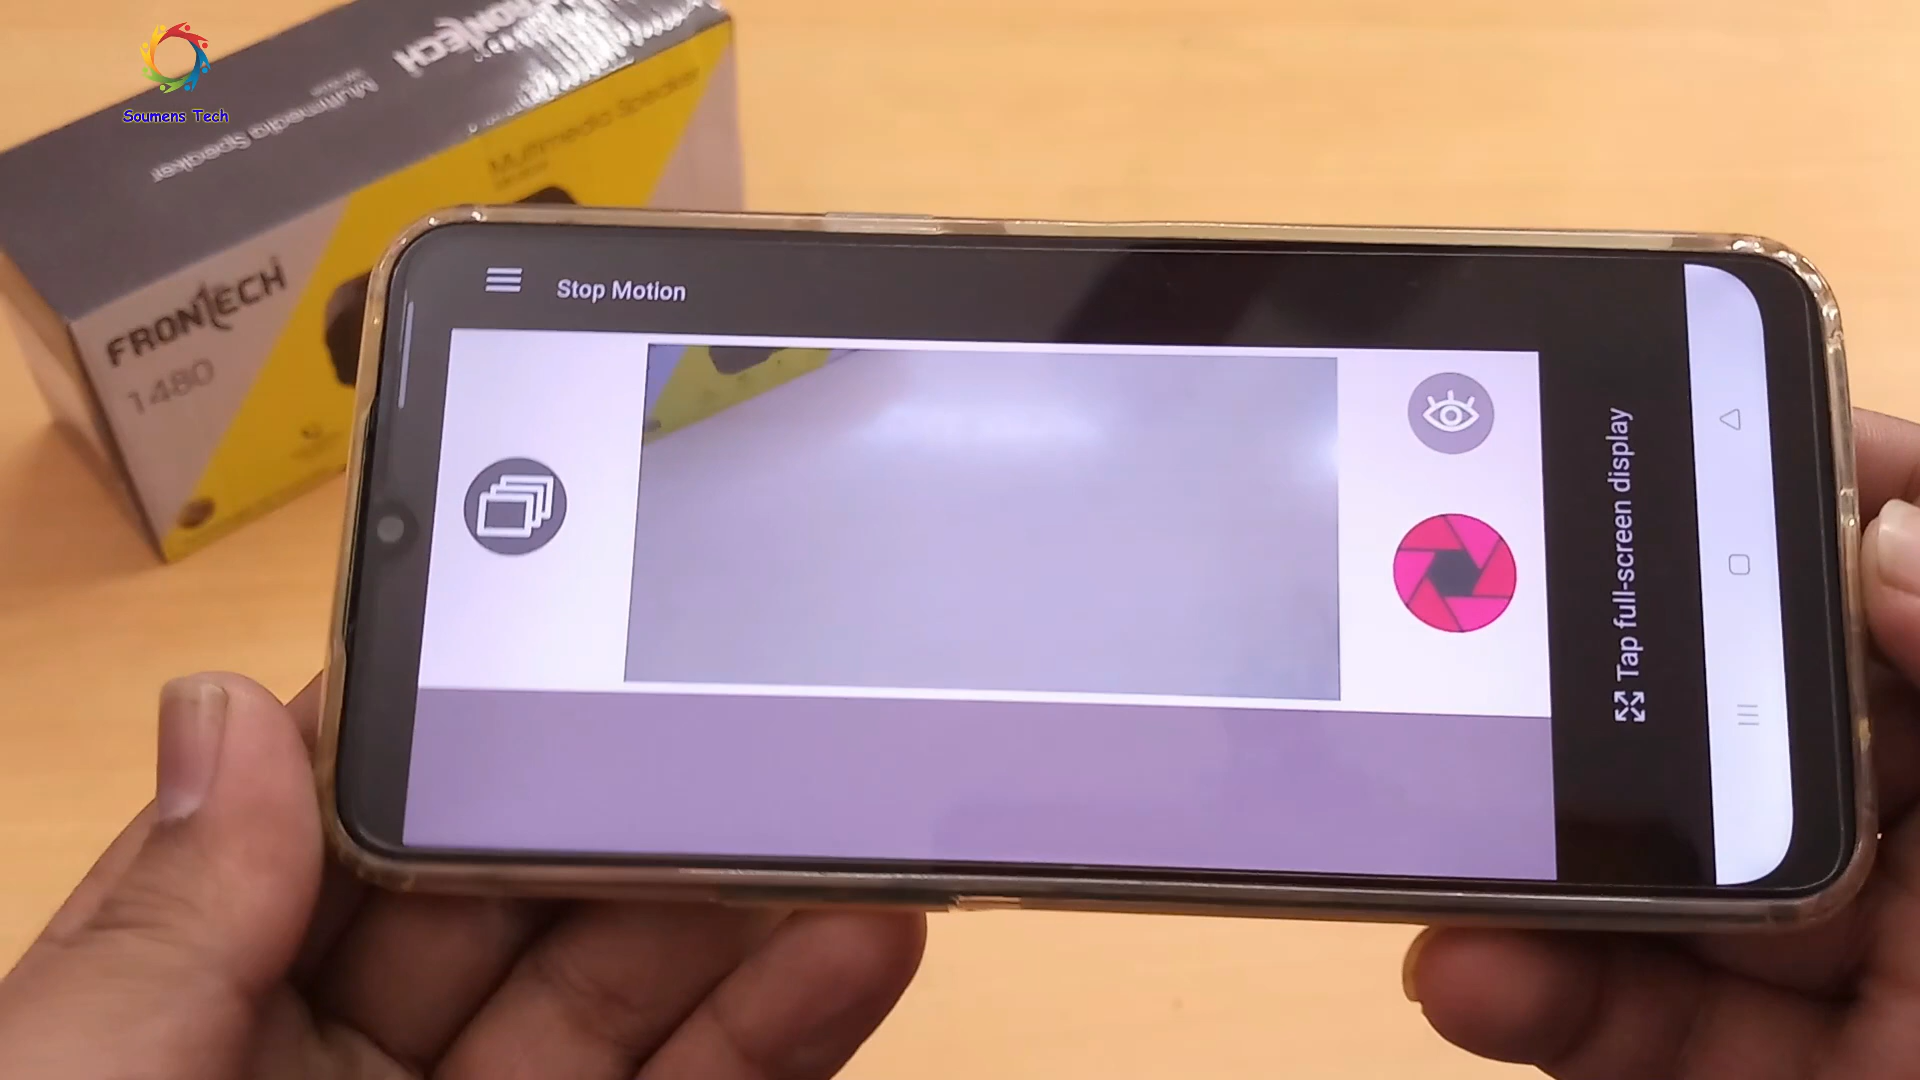 Soumens Tech
FRONTECH
Multimedia Speaker
Multimedia Speaker
FRONTECH
1480
Stop Motion
Tap full-screen display